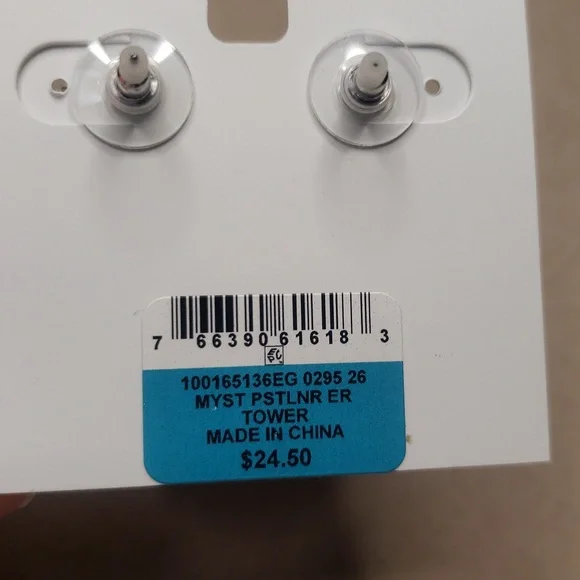 7 66390 61618 3
100165136EG 0295 26
MYST PSTLNR ER
TOWER
MADE IN CHINA
$24.50